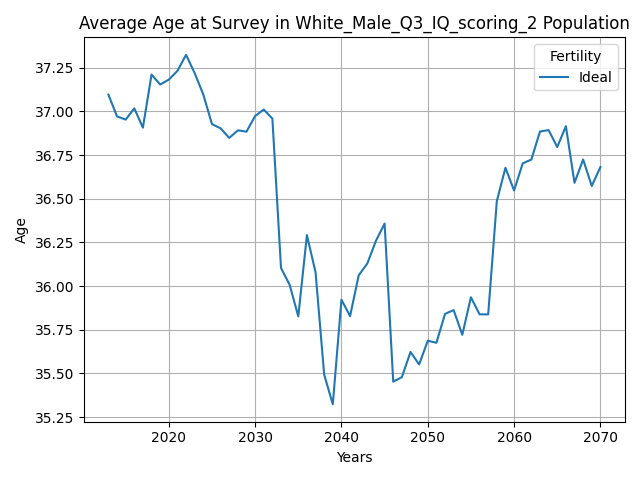 Average Age at Survey in White_Male_Q3_IQ_scoring_2 Population
Fertility
Ideal
37.25
37.00
36.75
36.50
36.25
36.00
35.75
35.50
35.25
Age
2020 2030 2040 2050 2060 2070
Years